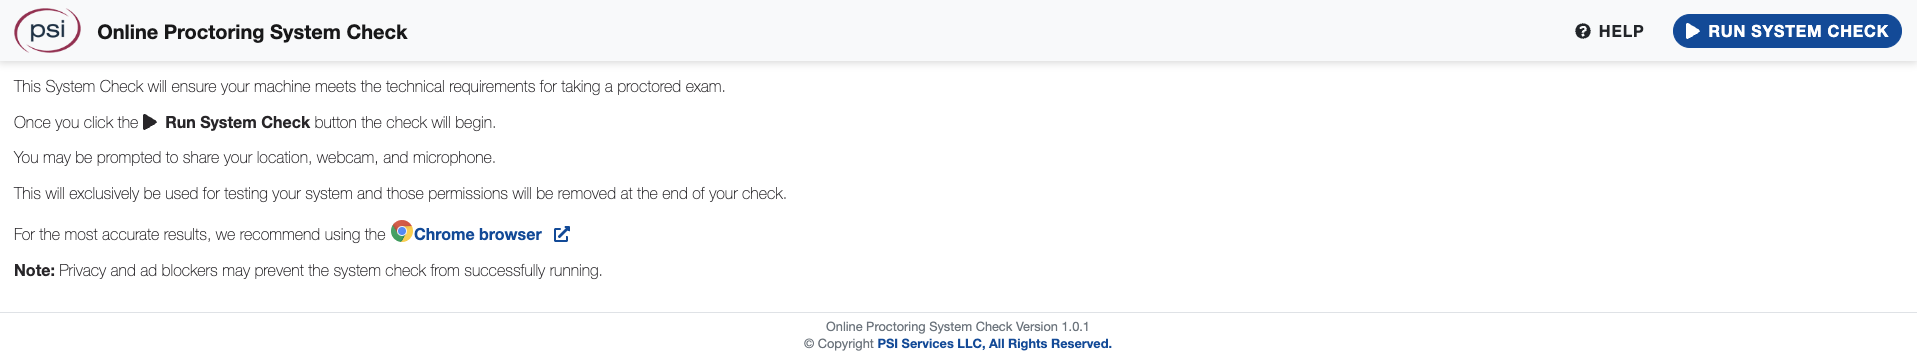 psi
Online Proctoring System Check
HELP
RUN SYSTEM CHECK
This System Check will ensure your machine meets the technical requirements for taking a proctored exam.
Once you click the Run System Check button the check will begin.
You may be prompted to share your location, webcam, and microphone.
This will exclusively be used for testing your system and those permissions will be removed at the end of your check.
For the most accurate results, we recommend using the Chrome browser
Note: Privacy and ad blockers may prevent the system check from successfully running.
Online Proctoring System Check Version 1.0.1
© Copyright PSI Services LLC, All Rights Reserved.